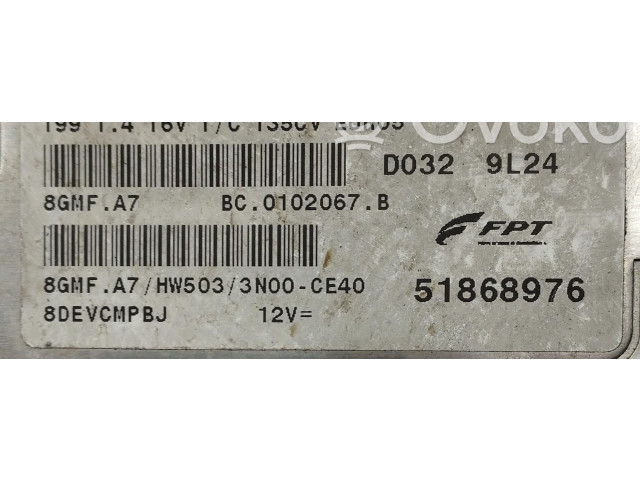 199 1.4 16V T/C 135CV
D032 9L24
8GMF.A7 BC.0102067.B
FPT
8GMF.A7/HW503/3N00-CE40
51868976
8DEVCMPBJ 12V=